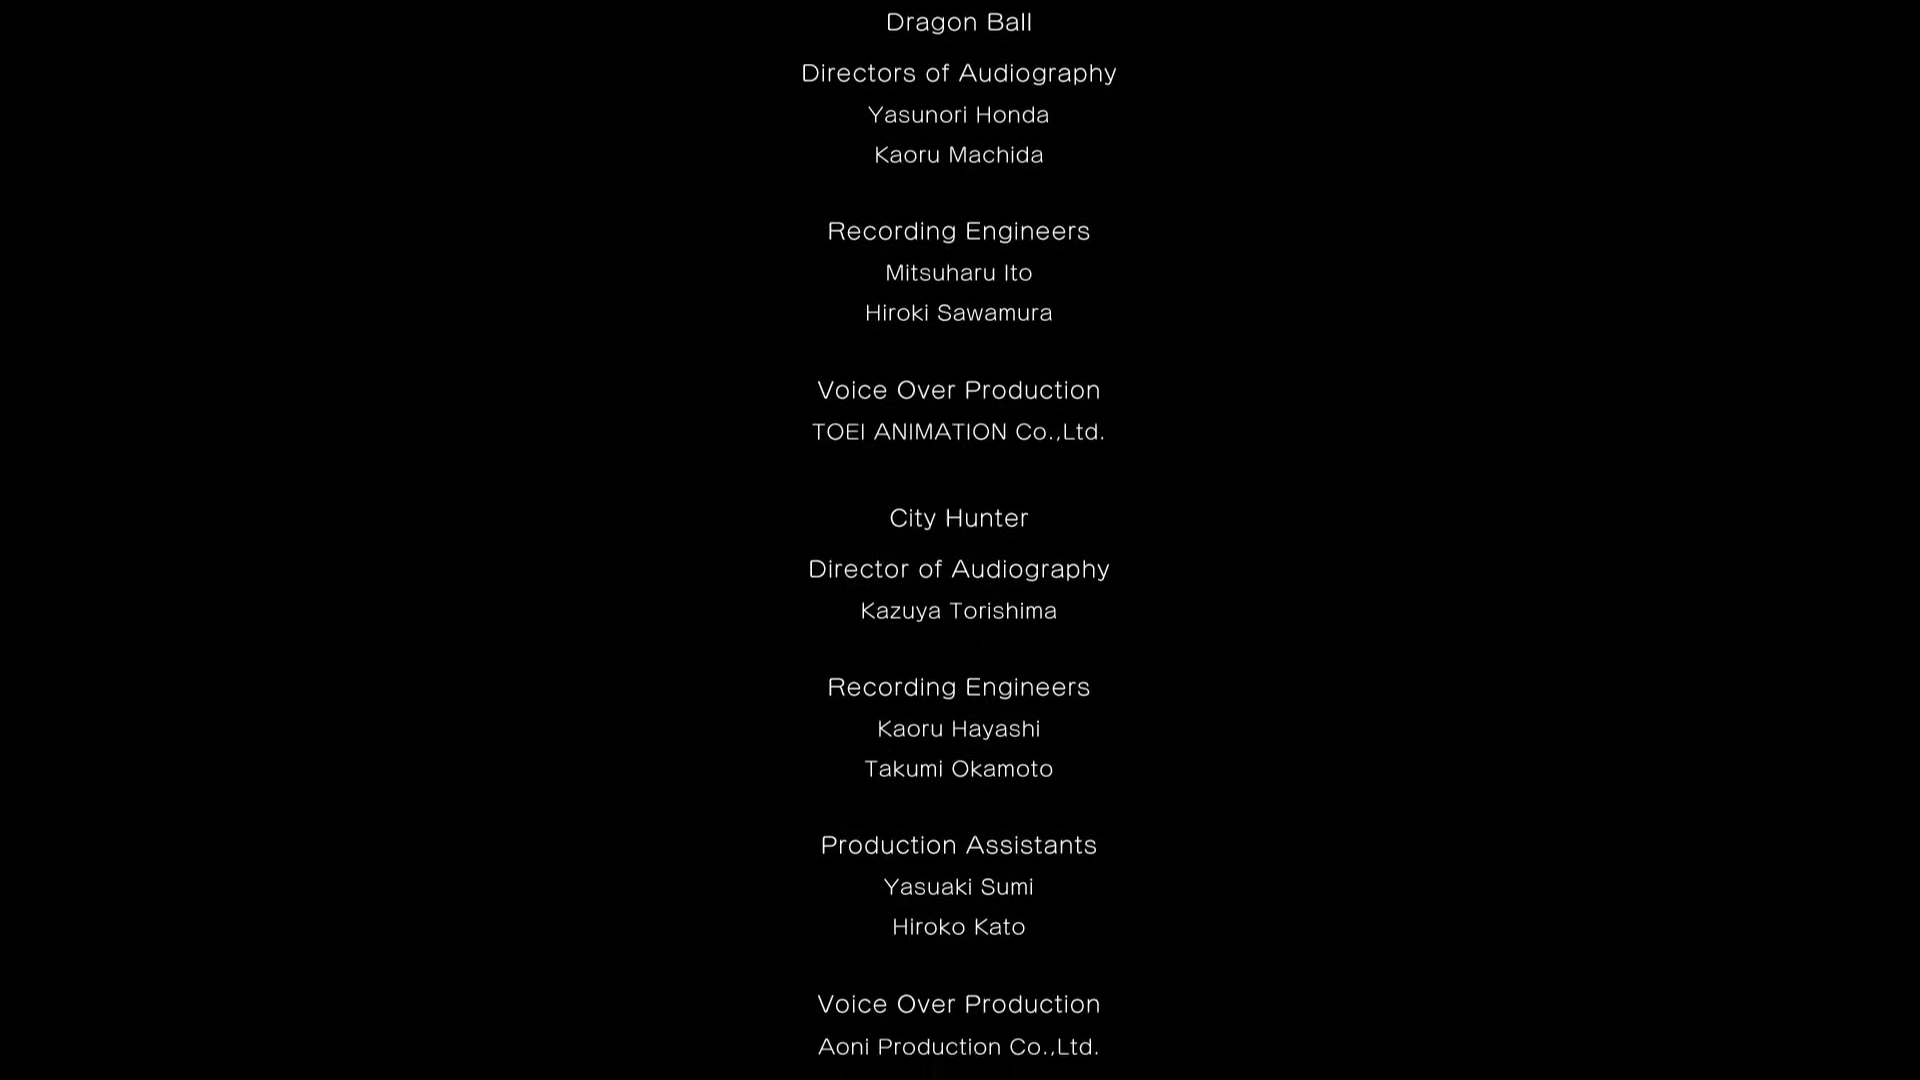 Dragon Ball
Directors of Audiography
Yasunori Honda
Kaoru Machida
Recording Engineers
Mitsuharu Ito
Hiroki Sawamura
Voice Over Production
TOEI ANIMATION Co.,Ltd.
City Hunter
Director of Audiography
Kazuya Torishima
Recording Engineers
Kaoru Hayashi
Takumi Okamoto
Production Assistants
Yasuaki Sumi
Hiroko Kato
Voice Over Production
Aoni Production Co.,Ltd.